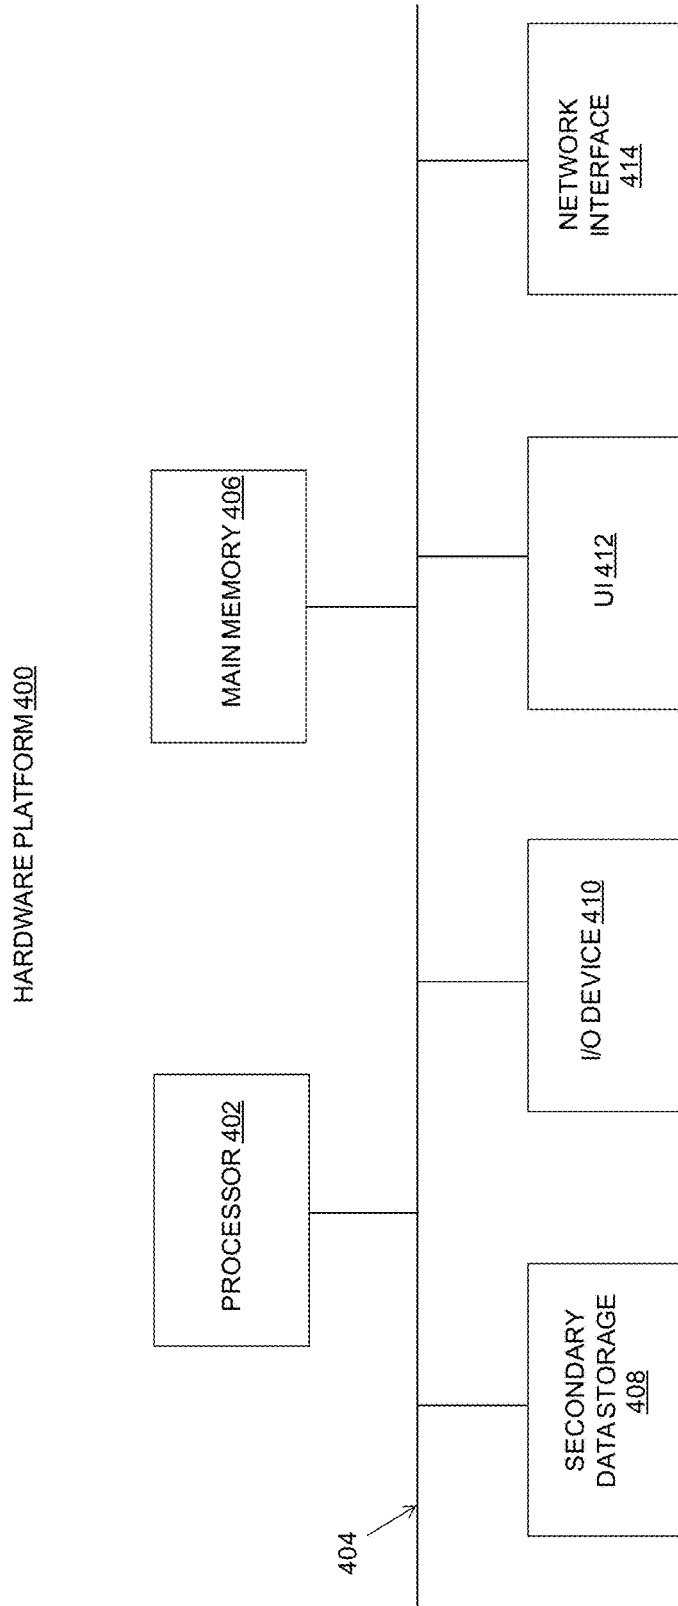 HARDWARE PLATFORM 400
PROCESSOR 402
MAIN MEMORY 406
404
SECONDARY
DATA STORAGE
408
I/O DEVICE 410
UI 412
NETWORK
INTERFACE
414